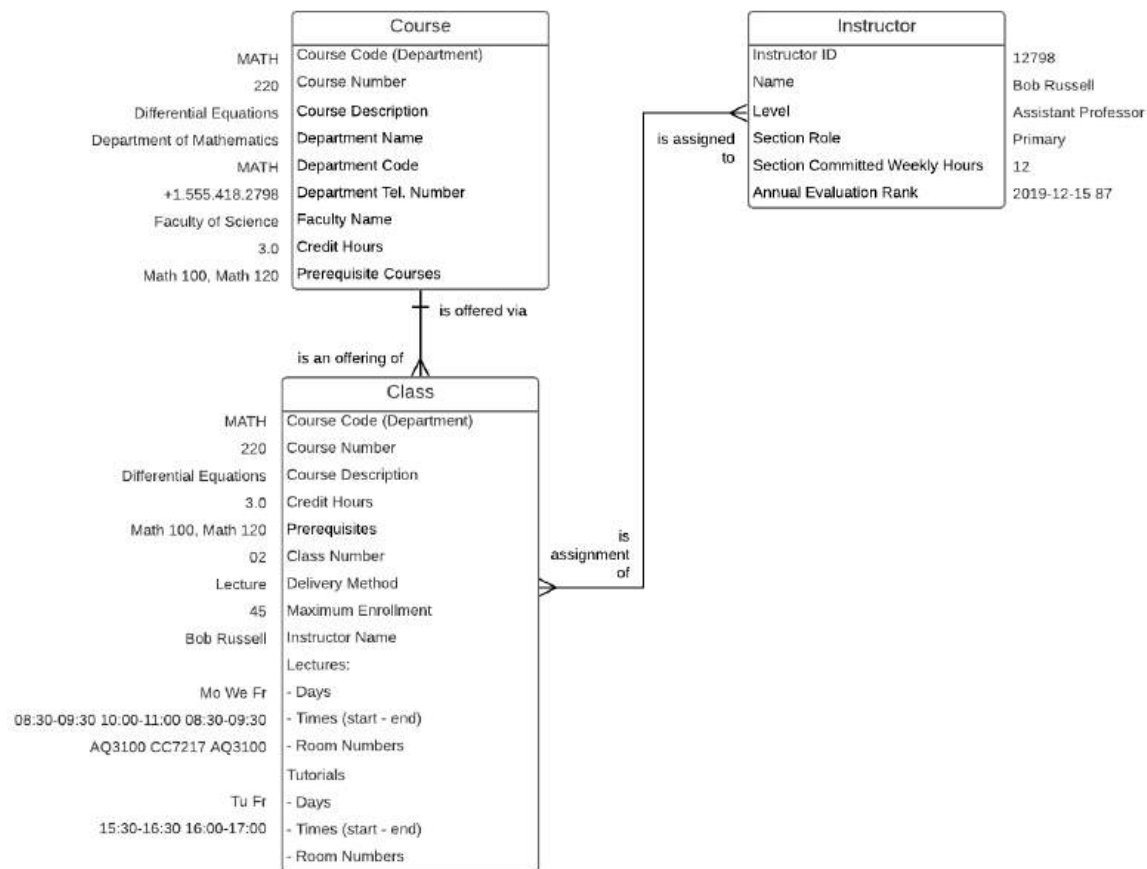 Course
MATH Course Code (Department)
220 Course Number
Differential Equations Course Description
Department of Mathematics Department Name
MATH Department Code
+1.555.418.2798 Department Tel. Number
Faculty of Science Faculty Name
3.0 Credit Hours
Math 100, Math 120 Prerequisite Courses
Instructor
Instructor ID 12798
Name Bob Russell
Level Assistant Professor
Section Role Primary
Section Committed Weekly Hours 12
Annual Evaluation Rank 2019-12-15 87
is assigned
to
is offered via
is an offering of
Class
MATH Course Code (Department)
220 Course Number
Differential Equations Course Description
3.0 Credit Hours
Math 100, Math 120 Prerequisites
02 Class Number
Lecture Delivery Method
45 Maximum Enrollment
Bob Russell Instructor Name
Lectures:
Mo We Fr - Days
08:30-09:30 10:00-11:00 08:30-09:30 - Times (start - end)
AQ3100 CC7217 AQ3100 - Room Numbers
Tutorials
Tu Fr - Days
15:30-16:30 16:00-17:00 - Times (start - end)
- Room Numbers
is
assignment
of